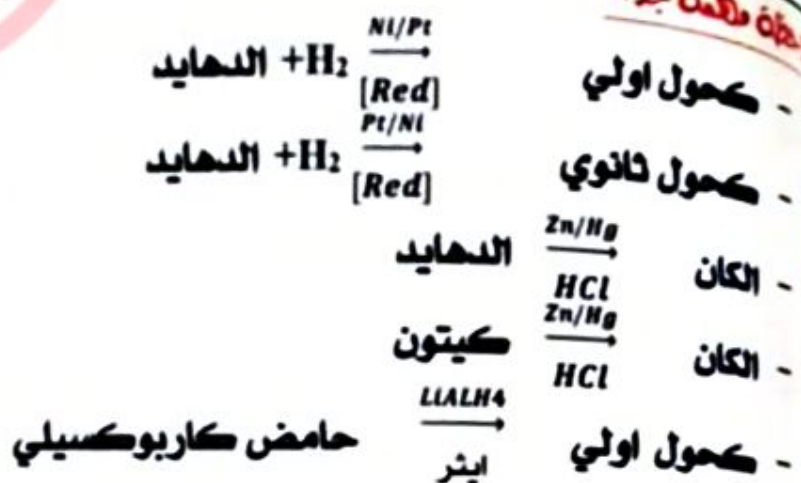 الدهايد +H₂ Ni/Pt → [Red] كحول اولي -
الدهايد +H₂ Pt/Ni → [Red] كحول ثانوي -
الدهايد Zn/Hg → HCl الكان -
كيتون Zn/Hg → HCl الكان -
حامض كاربوكسيلي LiALH4 → ايثر كحول اولي -